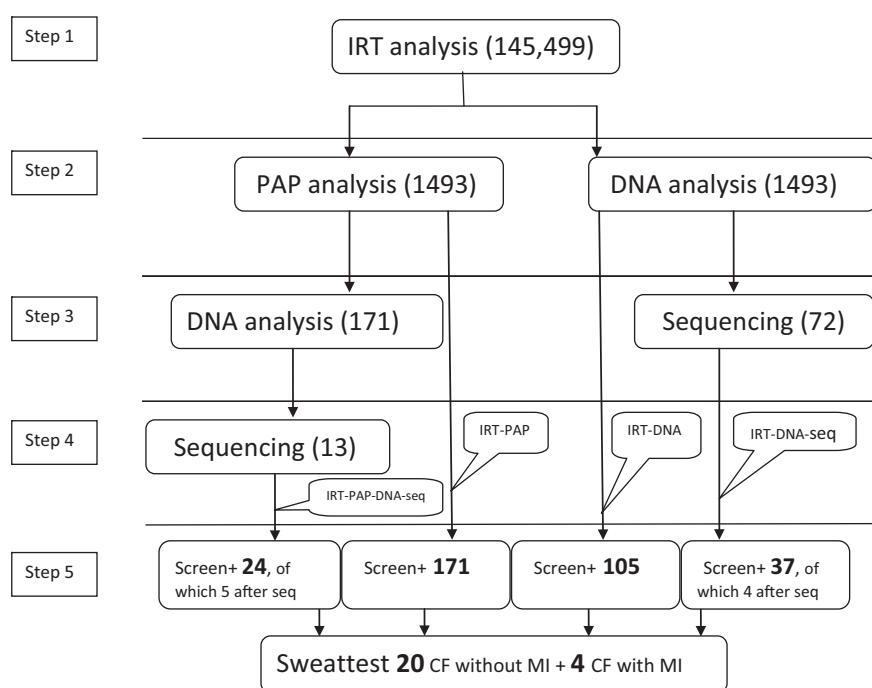 Step 1
IRT analysis (145,499)
Step 2
PAP analysis (1493)
DNA analysis (1493)
Step 3
DNA analysis (171)
Sequencing (72)
Step 4
Sequencing (13)
IRT-PAP
IRT-DNA
IRT-DNA-seq
IRT-PAP-DNA-seq
Step 5
Screen+ 24, of
which 5 after seq
Screen+ 171
Screen+ 105
Screen+ 37, of
which 4 after seq
Sweattest 20 CF without MI + 4 CF with MI